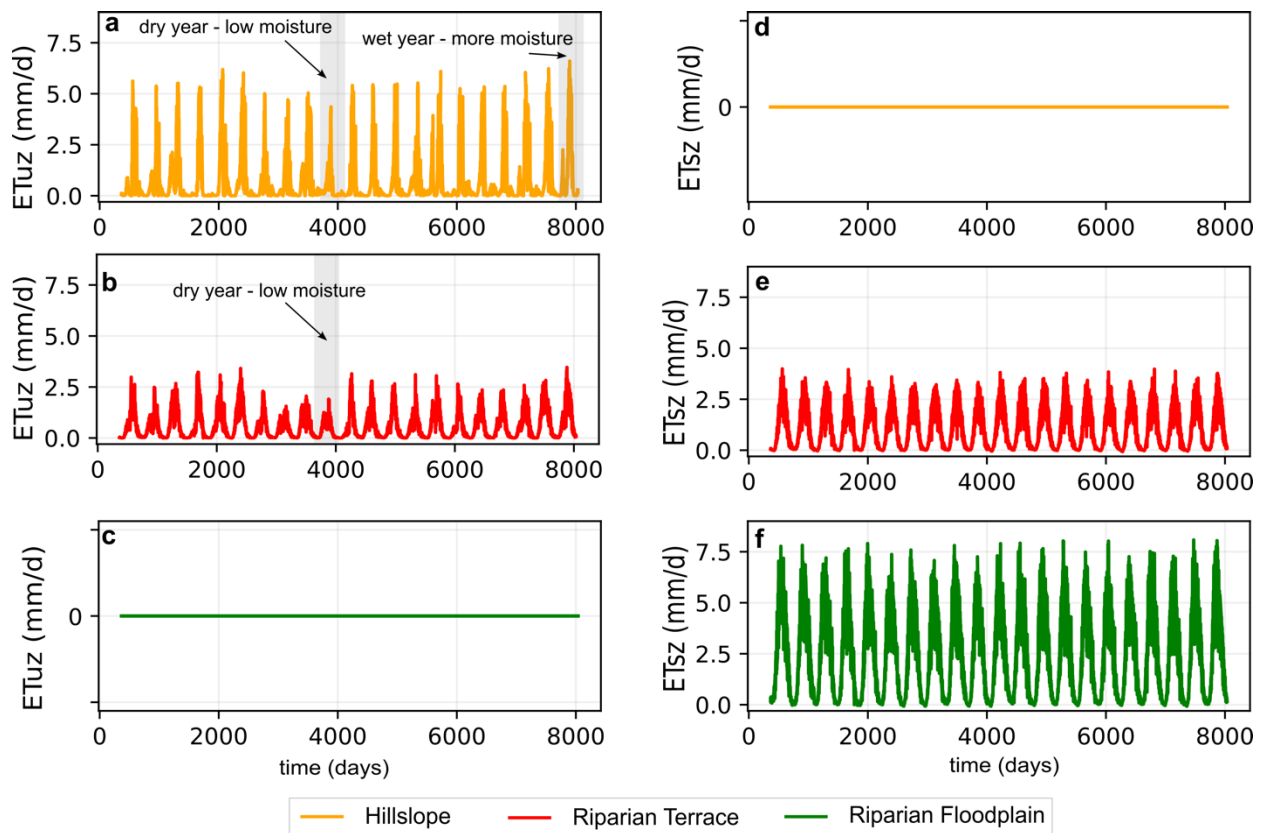 a
dry year - low moisture
wet year - more moisture
ETuz (mm/d)
7.5
5.0
2.5
0.0
0 2000 4000 6000 8000
d
ETsz (mm/d)
0
0 2000 4000 6000 8000
b
dry year - low moisture
ETuz (mm/d)
7.5
5.0
2.5
0.0
0 2000 4000 6000 8000
e
ETsz (mm/d)
7.5
5.0
2.5
0.0
0 2000 4000 6000 8000
c
ETuz (mm/d)
0
0 2000 4000 6000 8000
time (days)
f
ETsz (mm/d)
7.5
5.0
2.5
0.0
0 2000 4000 6000 8000
time (days)
Hillslope Riparian Terrace Riparian Floodplain